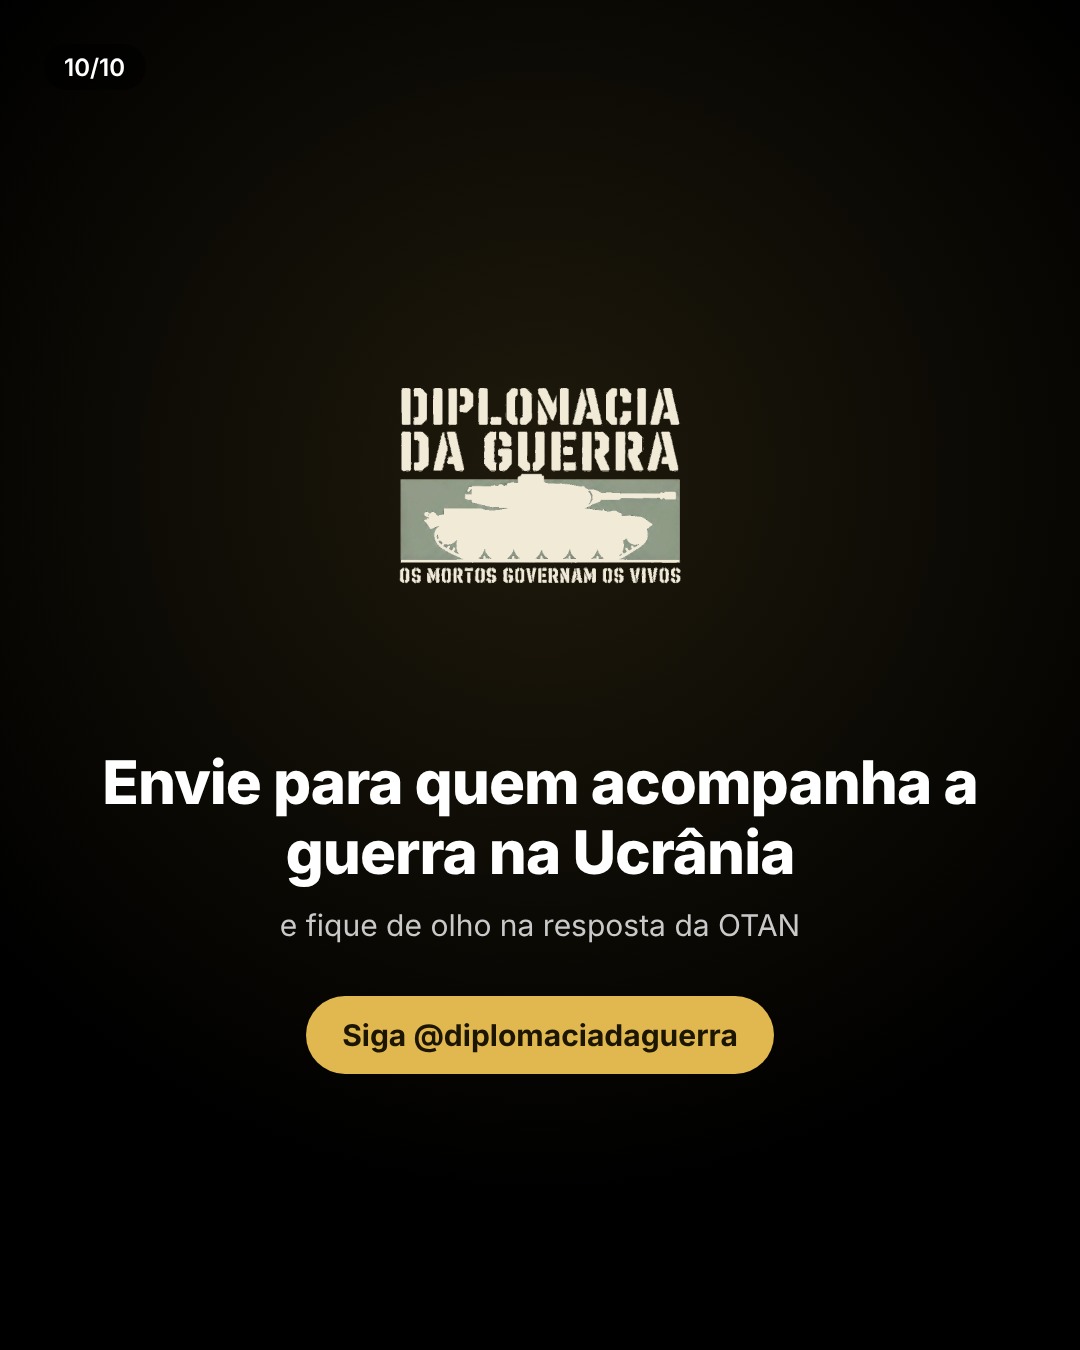 10/10
DIPLOMACIA
DA GUERRA
OS MORTOS GOVERNAM OS VIVOS
Envie para quem acompanha a
guerra na Ucrânia
e fique de olho na resposta da OTAN
Siga @diplomaciadaguerra